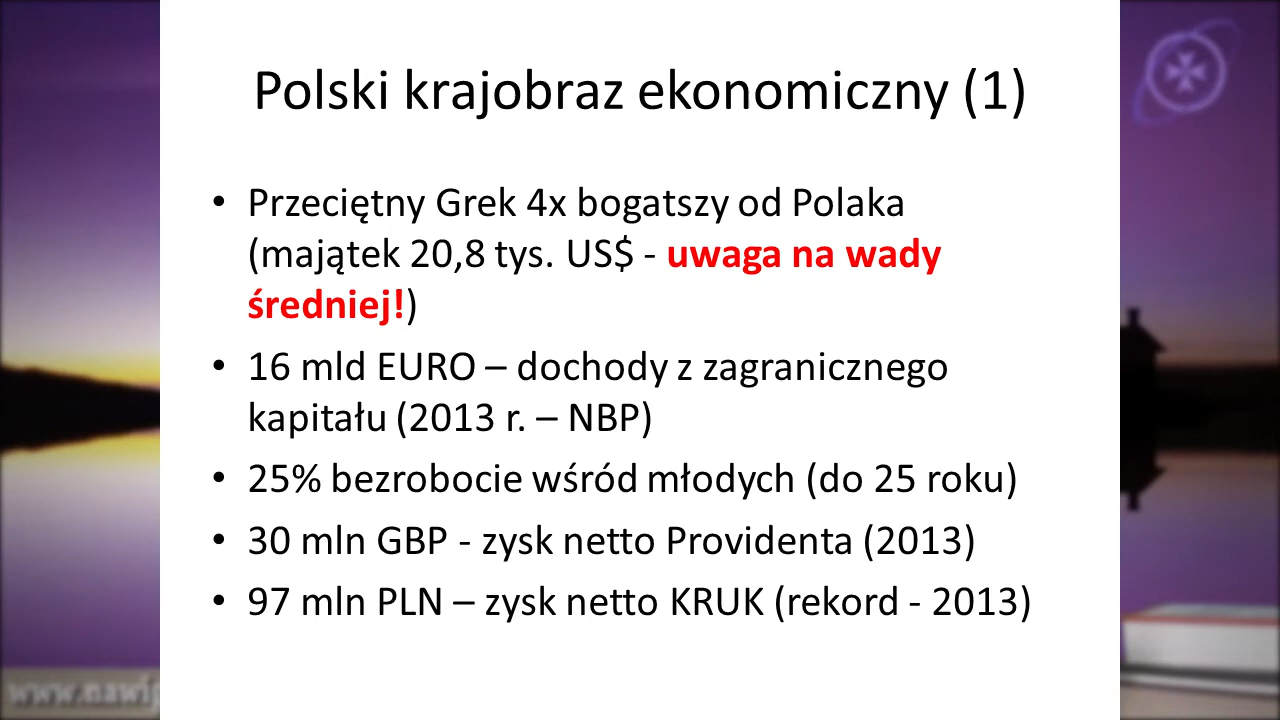 Polski krajobraz ekonomiczny (1)
• Przeciętny Grek 4x bogatszy od Polaka
(majątek 20,8 tys. US$ - uwaga na wady
średniej!)
• 16 mld EURO – dochody z zagranicznego
kapitału (2013 r. – NBP)
• 25% bezrobocie wśród młodych (do 25 roku)
• 30 mln GBP - zysk netto Providenta (2013)
• 97 mln PLN – zysk netto KRUK (rekord - 2013)